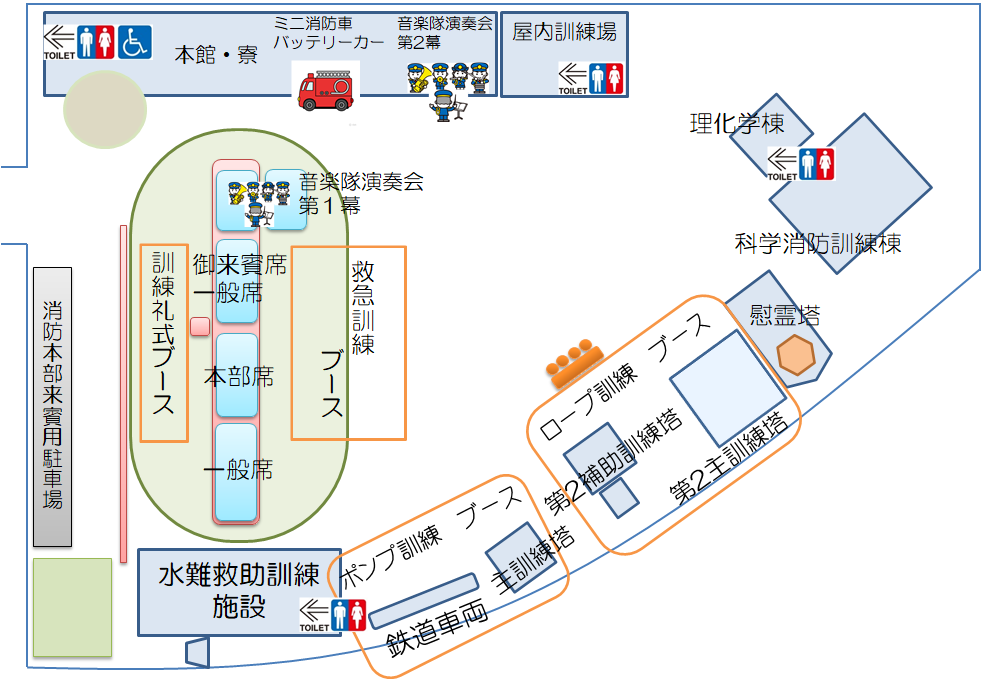 TOILET
本館・寮
ミニ消防車
バッテリーカー
音楽隊演奏会
第2幕
屋内訓練場
TOILET
理化学棟
TOILET
科学消防訓練棟
音楽隊演奏会
第１幕
訓練礼式ブース
御来賓席
一般席
救急訓練
ブース
本部席
一般席
消防本部来賓用駐車場
慰霊塔
ロープ訓練　ブース
第2補助訓練塔
第2主訓練塔
ポンプ訓練　ブース
主訓練塔
鉄道車両
水難救助訓練
施設
TOILET